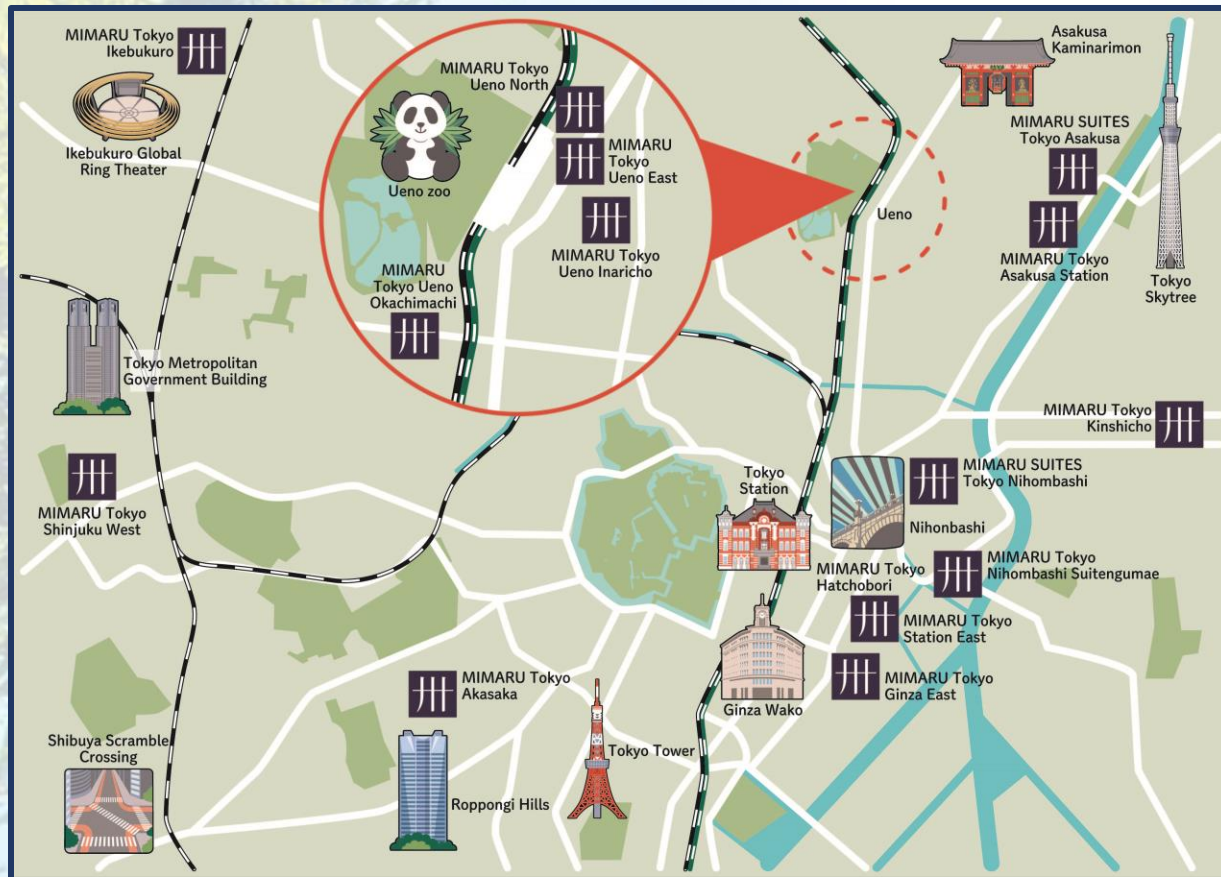 MIMARU Tokyo
Ikebukuro
Ikebukuro Global
Ring Theater
MIMARU Tokyo
Ueno North
Ueno zoo
MIMARU
Tokyo
Ueno East
MIMARU Tokyo
Ueno Inaricho
MIMARU
Tokyo Ueno
Okachimachi
Ueno
Asakusa
Kaminarimon
MIMARU SUITES
Tokyo Asakusa
MIMARU Tokyo
Asakusa Station
Tokyo
Skytree
Tokyo Metropolitan
Government Building
MIMARU Tokyo
Kinshicho
MIMARU Tokyo
Shinjuku West
Tokyo
Station
MIMARU SUITES
Tokyo Nihombashi
Nihonbashi
MIMARU Tokyo
Hatchobori
MIMARU Tokyo
Nihombashi Suitengumae
MIMARU Tokyo
Station East
MIMARU Tokyo
Ginza East
Ginza Wako
MIMARU Tokyo
Akasaka
Tokyo Tower
Roppongi Hills
Shibuya Scramble
Crossing